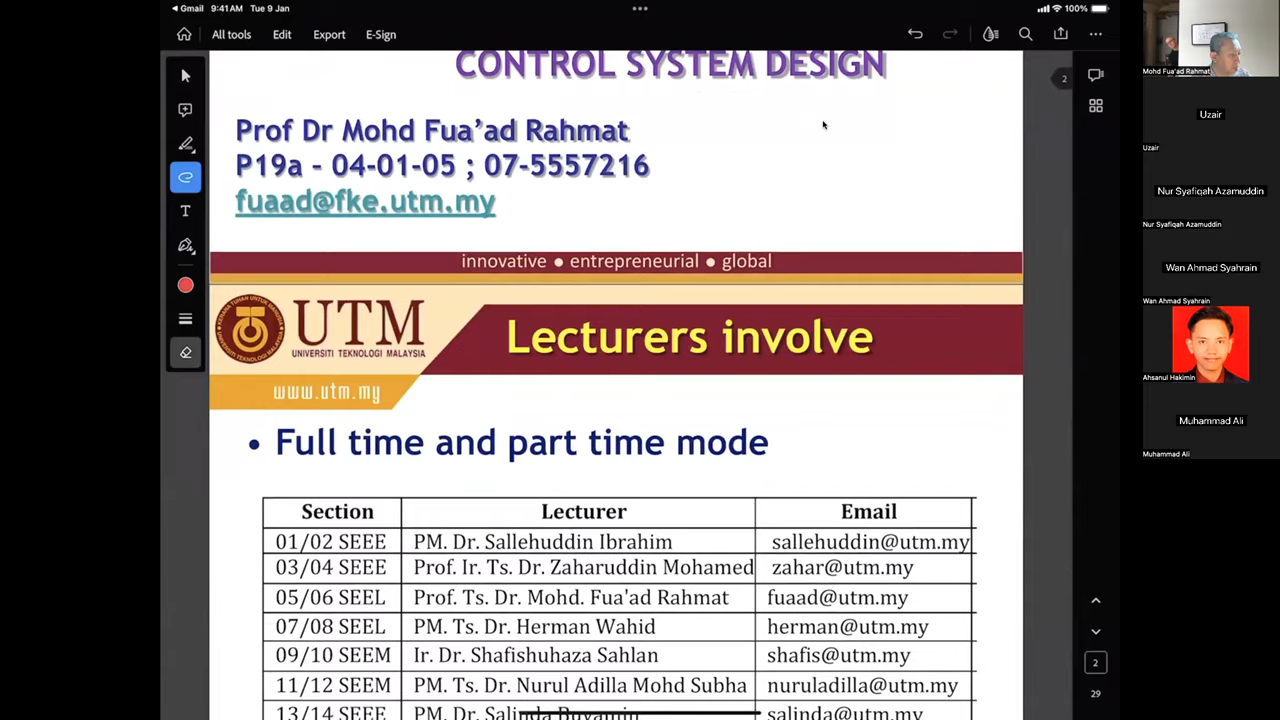 Gmail 9:41AM Tue 9 Jan
100%
All tools Edit Export E-Sign
CONTROL SYSTEM DESIGN
2
Prof Dr Mohd Fua’ad Rahmat
P19a - 04-01-05 ; 07-5557216
fuaad@fke.utm.my
innovative ● entrepreneurial ● global
UTM
UNIVERSITI TEKNOLOGI MALAYSIA
Lecturers involve
www.utm.my
• Full time and part time mode
Section Lecturer Email
01/02 SEEE PM. Dr. Sallehuddin Ibrahim sallehuddin@utm.my
03/04 SEEE Prof. Ir. Ts. Dr. Zaharuddin Mohamed zahar@utm.my
05/06 SEEL Prof. Ts. Dr. Mohd. Fua'ad Rahmat fuaad@utm.my
07/08 SEEL PM. Ts. Dr. Herman Wahid herman@utm.my
09/10 SEEM Ir. Dr. Shafishuhaza Sahlan shafis@utm.my
11/12 SEEM PM. Ts. Dr. Nurul Adilla Mohd Subha nuruladilla@utm.my
13/14 SEEE PM. Dr. Salinda Buyamin salinda@utm.my
2
29
Mohd Fua'ad Rahmat
Uzair
Uzair
Nur Syafiqah Azamuddin
Nur Syafiqah Azamuddin
Wan Ahmad Syahrain
Wan Ahmad Syahrain
Ahsanul Hakimin
Muhammad Ali
Muhammad Ali